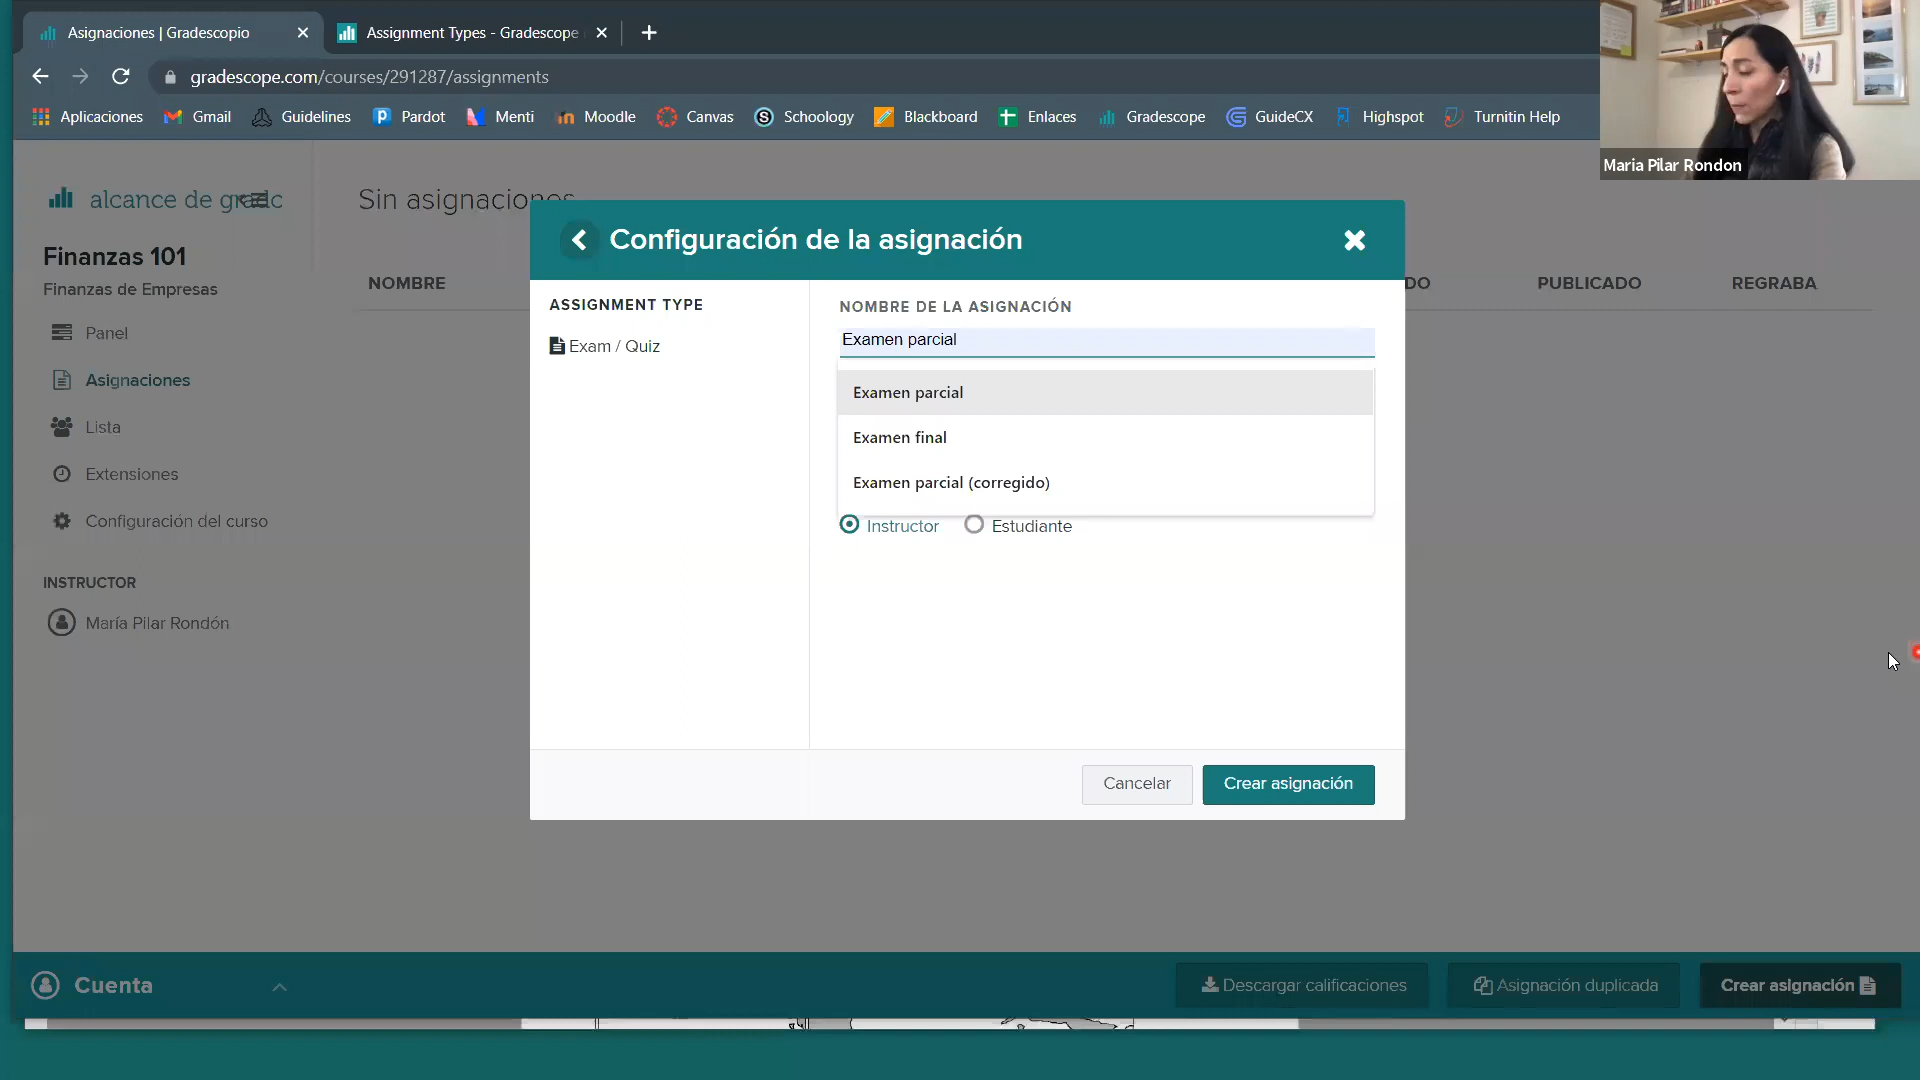 Asignaciones | Gradescopio
Assignment Types - Gradescope
gradescope.com/courses/291287/assignments
Aplicaciones
Gmail
Guidelines
Pardot
Menti
Moodle
Canvas
Schoology
Blackboard
Enlaces
Gradescope
GuideCX
Highspot
Turnitin Help
Maria Pilar Rondon
alcance de gradc
Finanzas 101
Finanzas de Empresas
Panel
Asignaciones
Lista
Extensiones
Configuración del curso
INSTRUCTOR
María Pilar Rondón
Sin asignaciones
NOMBRE
DO
PUBLICADO
REGRABA
Configuración de la asignación
ASSIGNMENT TYPE
Exam / Quiz
NOMBRE DE LA ASIGNACIÓN
Examen parcial
Examen parcial
Examen final
Examen parcial (corregido)
Instructor
Estudiante
Cancelar
Crear asignación
Cuenta
Descargar calificaciones
Asignación duplicada
Crear asignación